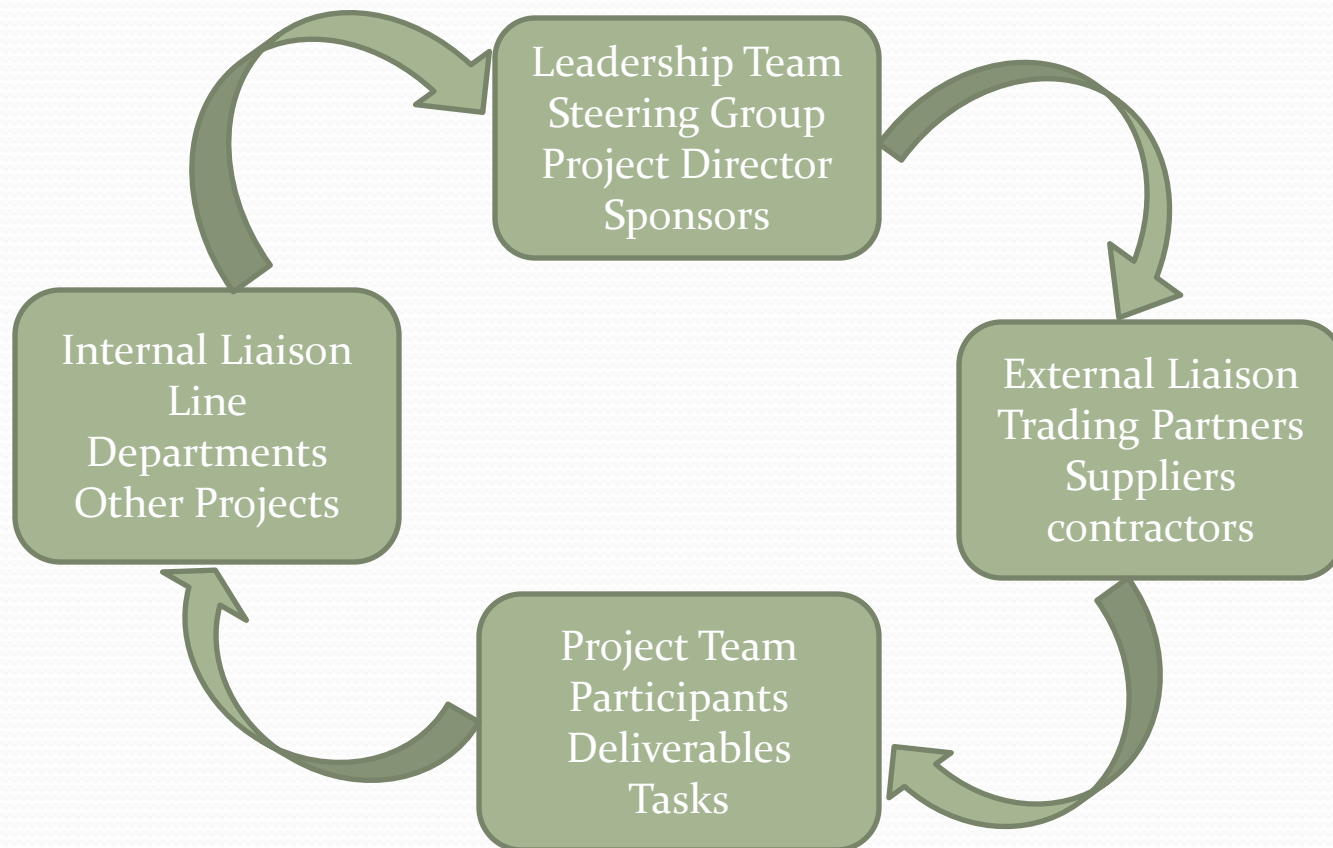 Leadership Team
Steering Group
Project Director
Sponsors
Internal Liaison
Line
Departments
Other Projects
External Liaison
Trading Partners
Suppliers
contractors
Project Team
Participants
Deliverables
Tasks